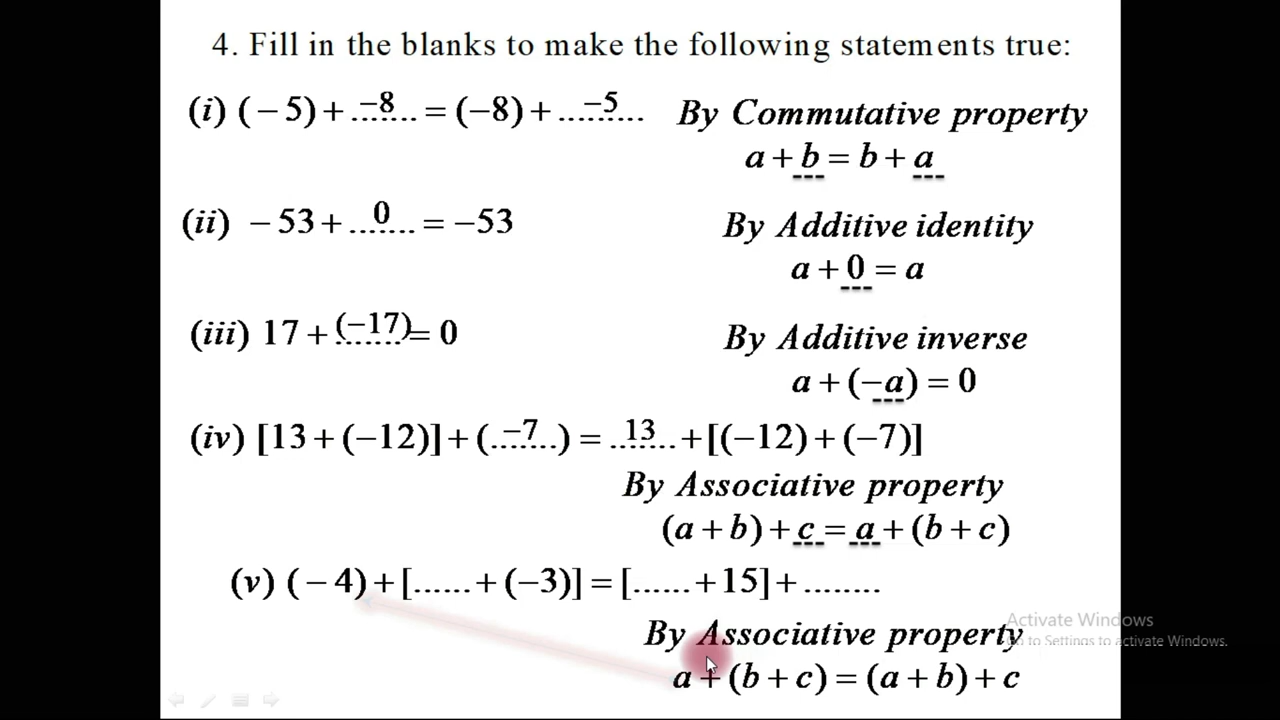 4. Fill in the blanks to make the following statements true:
(i) (−5) + ...−8... = (−8) + ...−5... By Commutative property
a + b = b + a
(ii) −53 + ...0... = −53 By Additive identity
a + 0 = a
(iii) 17 + (−17) = 0 By Additive inverse
a + (−a) = 0
(iv) [13 + (−12)] + (...−7...) = ...13... + [(−12) + (−7)]
By Associative property
(a + b) + c = a + (b + c)
(v) (−4) + [...... + (−3)] = [...... + 15] + ........
By Associative property
a + (b + c) = (a + b) + c
Activate Windows
Go to Settings to activate Windows.